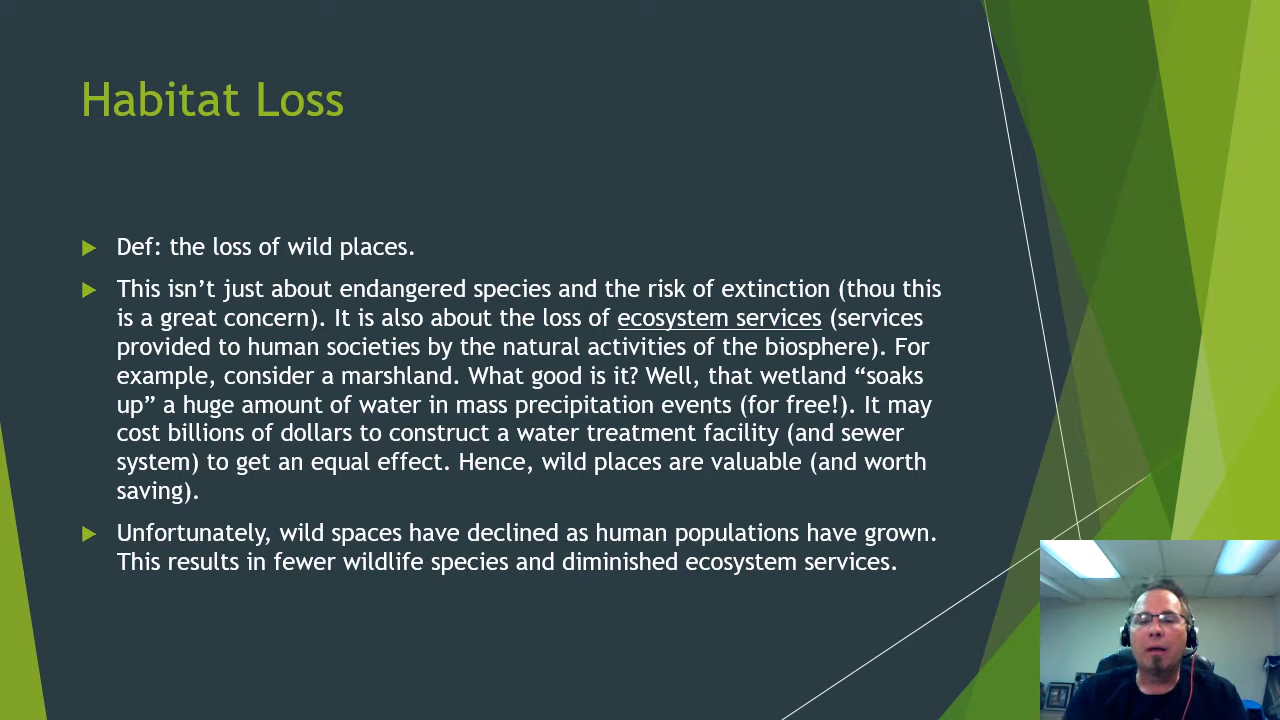 Habitat Loss
Def: the loss of wild places.
This isn’t just about endangered species and the risk of extinction (thou this
is a great concern). It is also about the loss of ecosystem services (services
provided to human societies by the natural activities of the biosphere). For
example, consider a marshland. What good is it? Well, that wetland “soaks
up” a huge amount of water in mass precipitation events (for free!). It may
cost billions of dollars to construct a water treatment facility (and sewer
system) to get an equal effect. Hence, wild places are valuable (and worth
saving).
Unfortunately, wild spaces have declined as human populations have grown.
This results in fewer wildlife species and diminished ecosystem services.